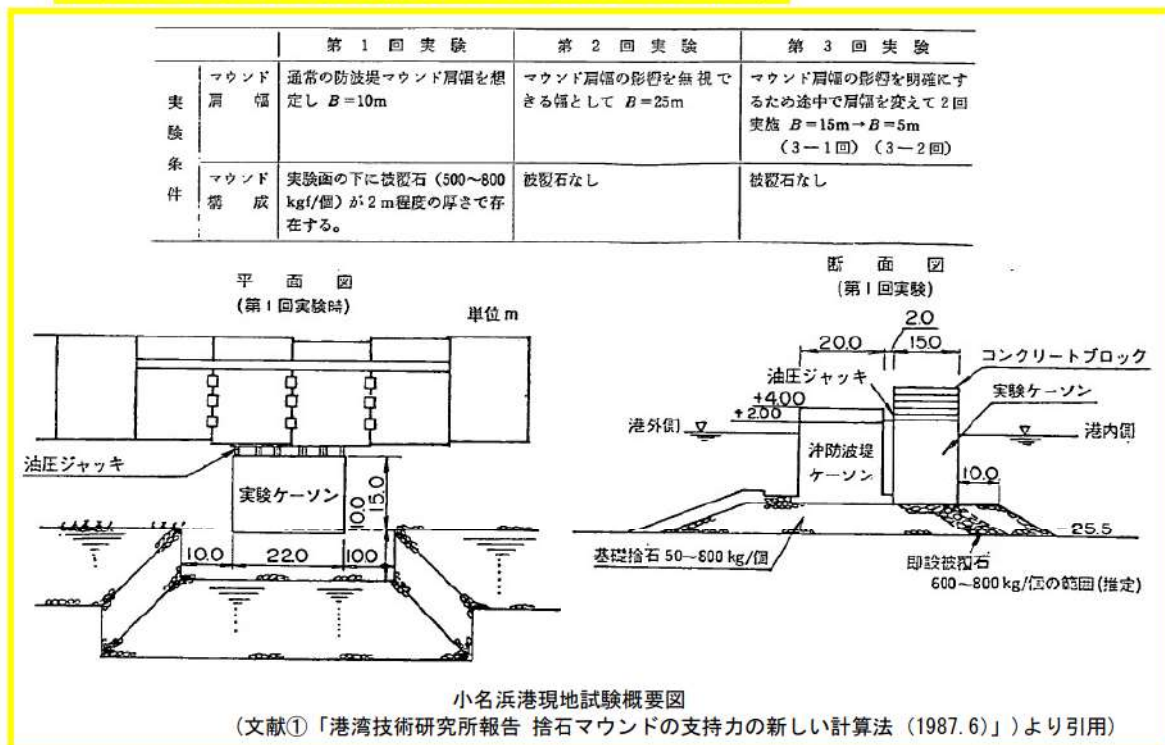 第1回実験
第2回実験
第3回実験
実験条件
マウンド肩幅
通常の防波堤マウンド肩幅を想
定し B=10m
マウンド肩幅の影響を無視で
きる幅として B=25m
マウンド肩幅の影響を明確にす
るため途中で肩幅を変えて2回
実施 B=15m→B=5m
(3—1回) (3—2回)
マウンド構成
実験函の下に被覆石(500~800
kgf/個)が2m程度の厚さで存
在する。
被覆石なし
被覆石なし
平面図
(第1回実験時)
単位m
油圧ジャッキ
実験ケーソン
15.0
10.0
10.0
22.0
10.0
断面図
(第1回実験)
2.0
20.0
15.0
コンクリートブロック
油圧ジャッキ
実験ケーソン
+4.00
+2.00
港外側
港内側
沖防波堤
ケーソン
10.0
-25.5
基礎捨石 50~800kg/個
即設被覆石
600~800kg/個の範囲(推定)
小名浜港現地試験概要図
(文献①「港湾技術研究所報告 捨石マウンドの支持力の新しい計算法 (1987.6)」)より引用)